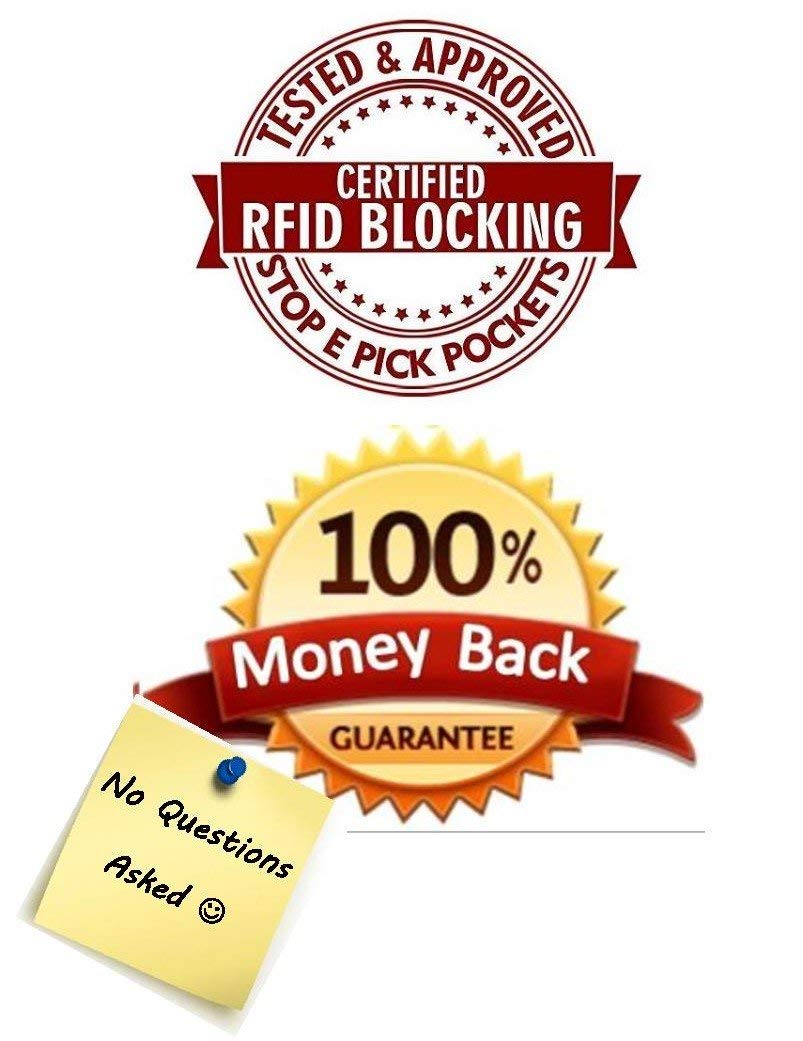 TESTED & APPROVED
CERTIFIED
RFID BLOCKING
STOP E PICK POCKETS
100%
Money Back
GUARANTEE
No Questions
Asked ☺